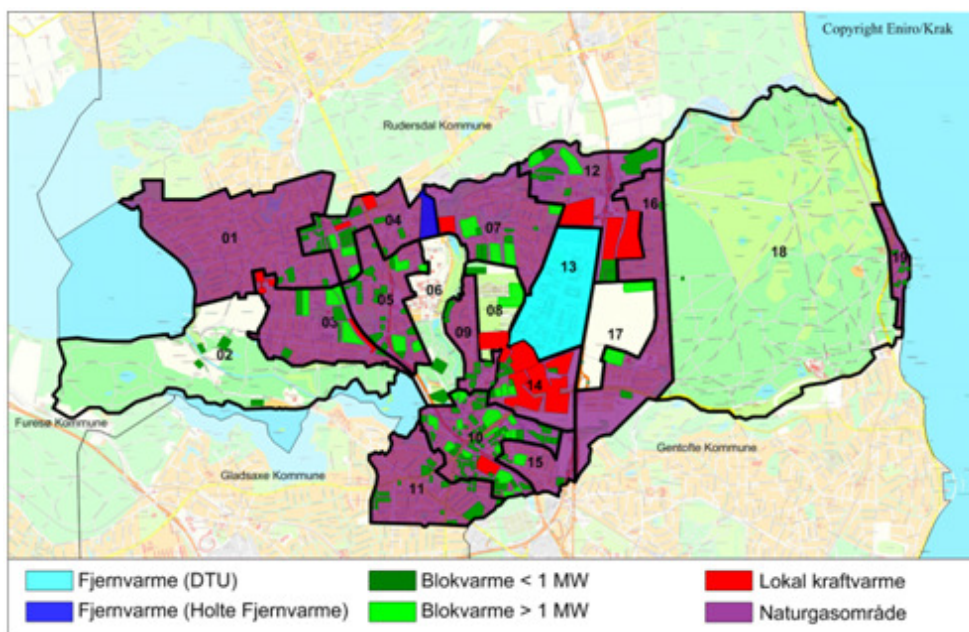 Copyright Eniro/Krak
Rudersdal Kommune
12
04
16
01
07
18
19
13
06
05
08
17
03
09
02
14
Furesø Kommune
10
Gentofte Kommune
15
Gladsaxe Kommune
11
Fjernvarme (DTU)
Blokvarme < 1 MW
Lokal kraftvarme
Fjernvarme (Holte Fjernvarme)
Blokvarme > 1 MW
Naturgasområde